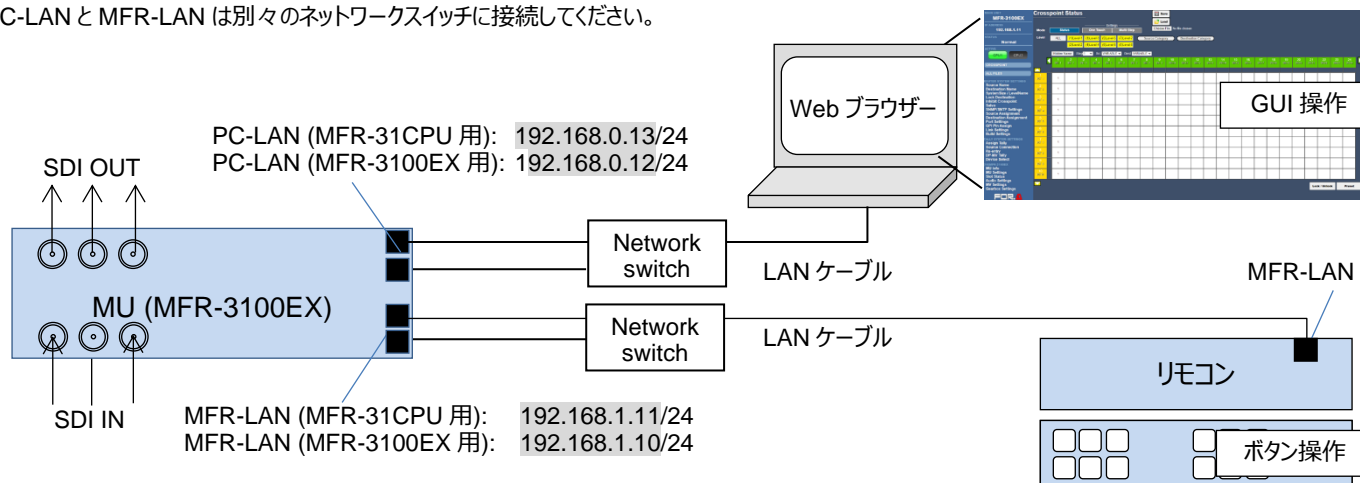 C-LAN と MFR-LAN は別々のネットワークスイッチに接続してください。
MFR-3100EX
Crosspoint Status
192.168.1.11
Normal
Web ブラウザー
GUI 操作
PC-LAN (MFR-31CPU 用): 192.168.0.13/24
PC-LAN (MFR-3100EX 用): 192.168.0.12/24
SDI OUT
Network
switch
LAN ケーブル
MFR-LAN
MU (MFR-3100EX)
Network
switch
LAN ケーブル
リモコン
SDI IN
MFR-LAN (MFR-31CPU 用): 192.168.1.11/24
MFR-LAN (MFR-3100EX 用): 192.168.1.10/24
ボタン操作